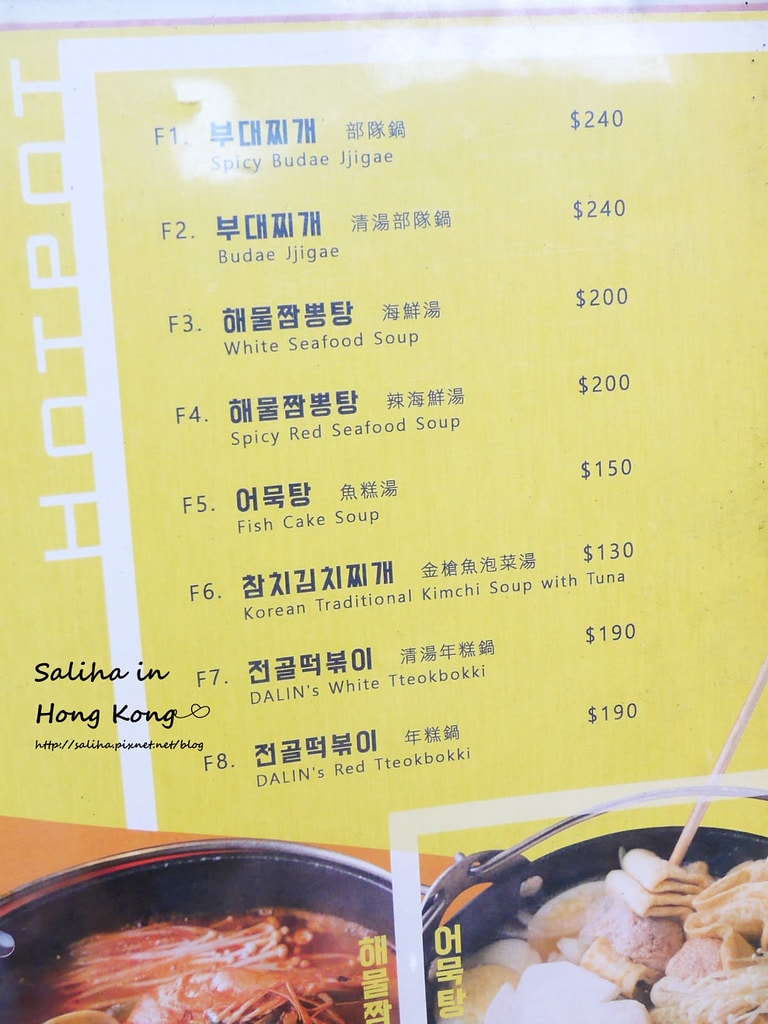 HOTPOT
F1. 부대찌개 部隊鍋 $240
Spicy Budae Jjigae
F2. 부대찌개 清湯部隊鍋 $240
Budae Jjigae
F3. 해물짬뽕탕 海鮮湯 $200
White Seafood Soup
F4. 해물짬뽕탕 辣海鮮湯 $200
Spicy Red Seafood Soup
F5. 어묵탕 魚糕湯 $150
Fish Cake Soup
F6. 참치김치찌개 金槍魚泡菜湯 $130
Korean Traditional Kimchi Soup with Tuna
F7. 전골떡볶이 清湯年糕鍋 $190
DALIN's White Tteokbokki
F8. 전골떡볶이 年糕鍋 $190
DALIN's Red Tteokbokki
Saliha in
Hong Kong
http://saliha.pixnet.net/blog
해물짬
어묵탕